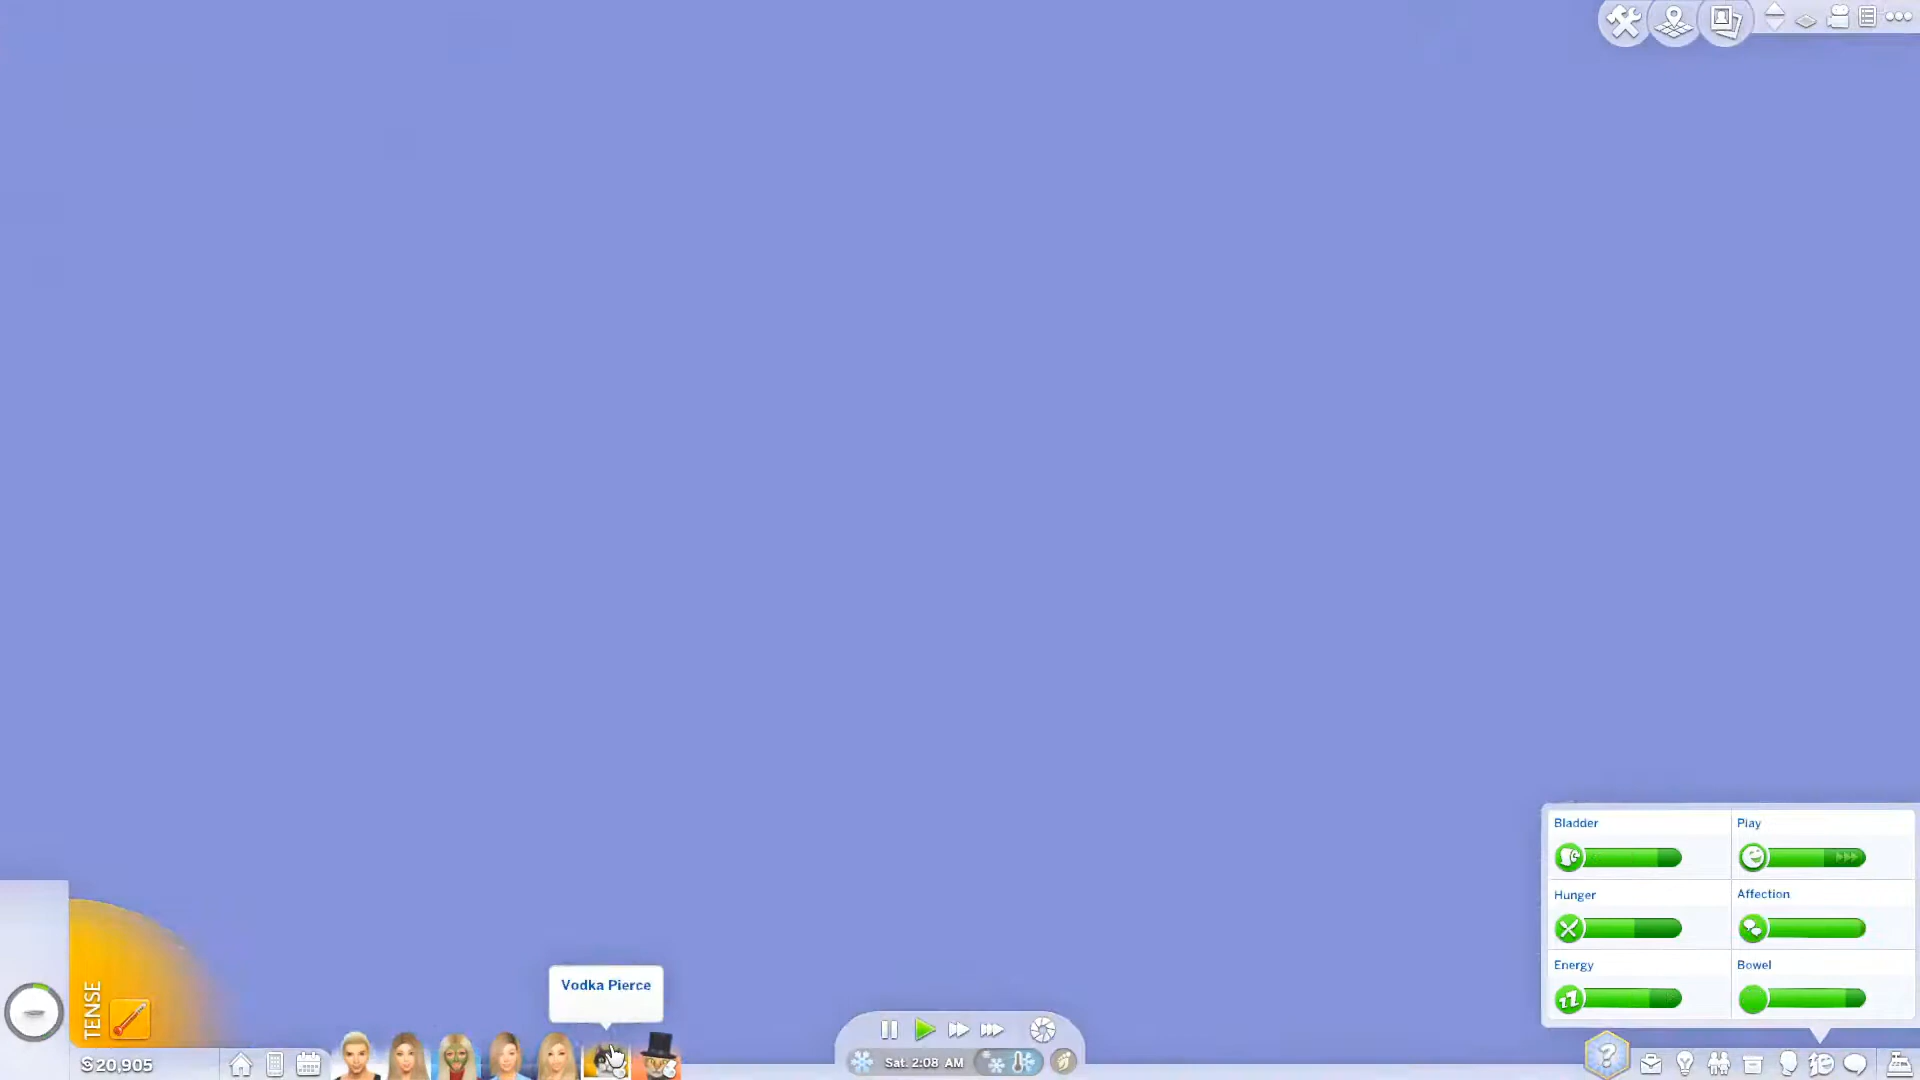 Bladder
Play
Hunger
Affection
Energy
Bowel
Vodka Pierce
TENSE
§20,905
Sat. 2:08 AM